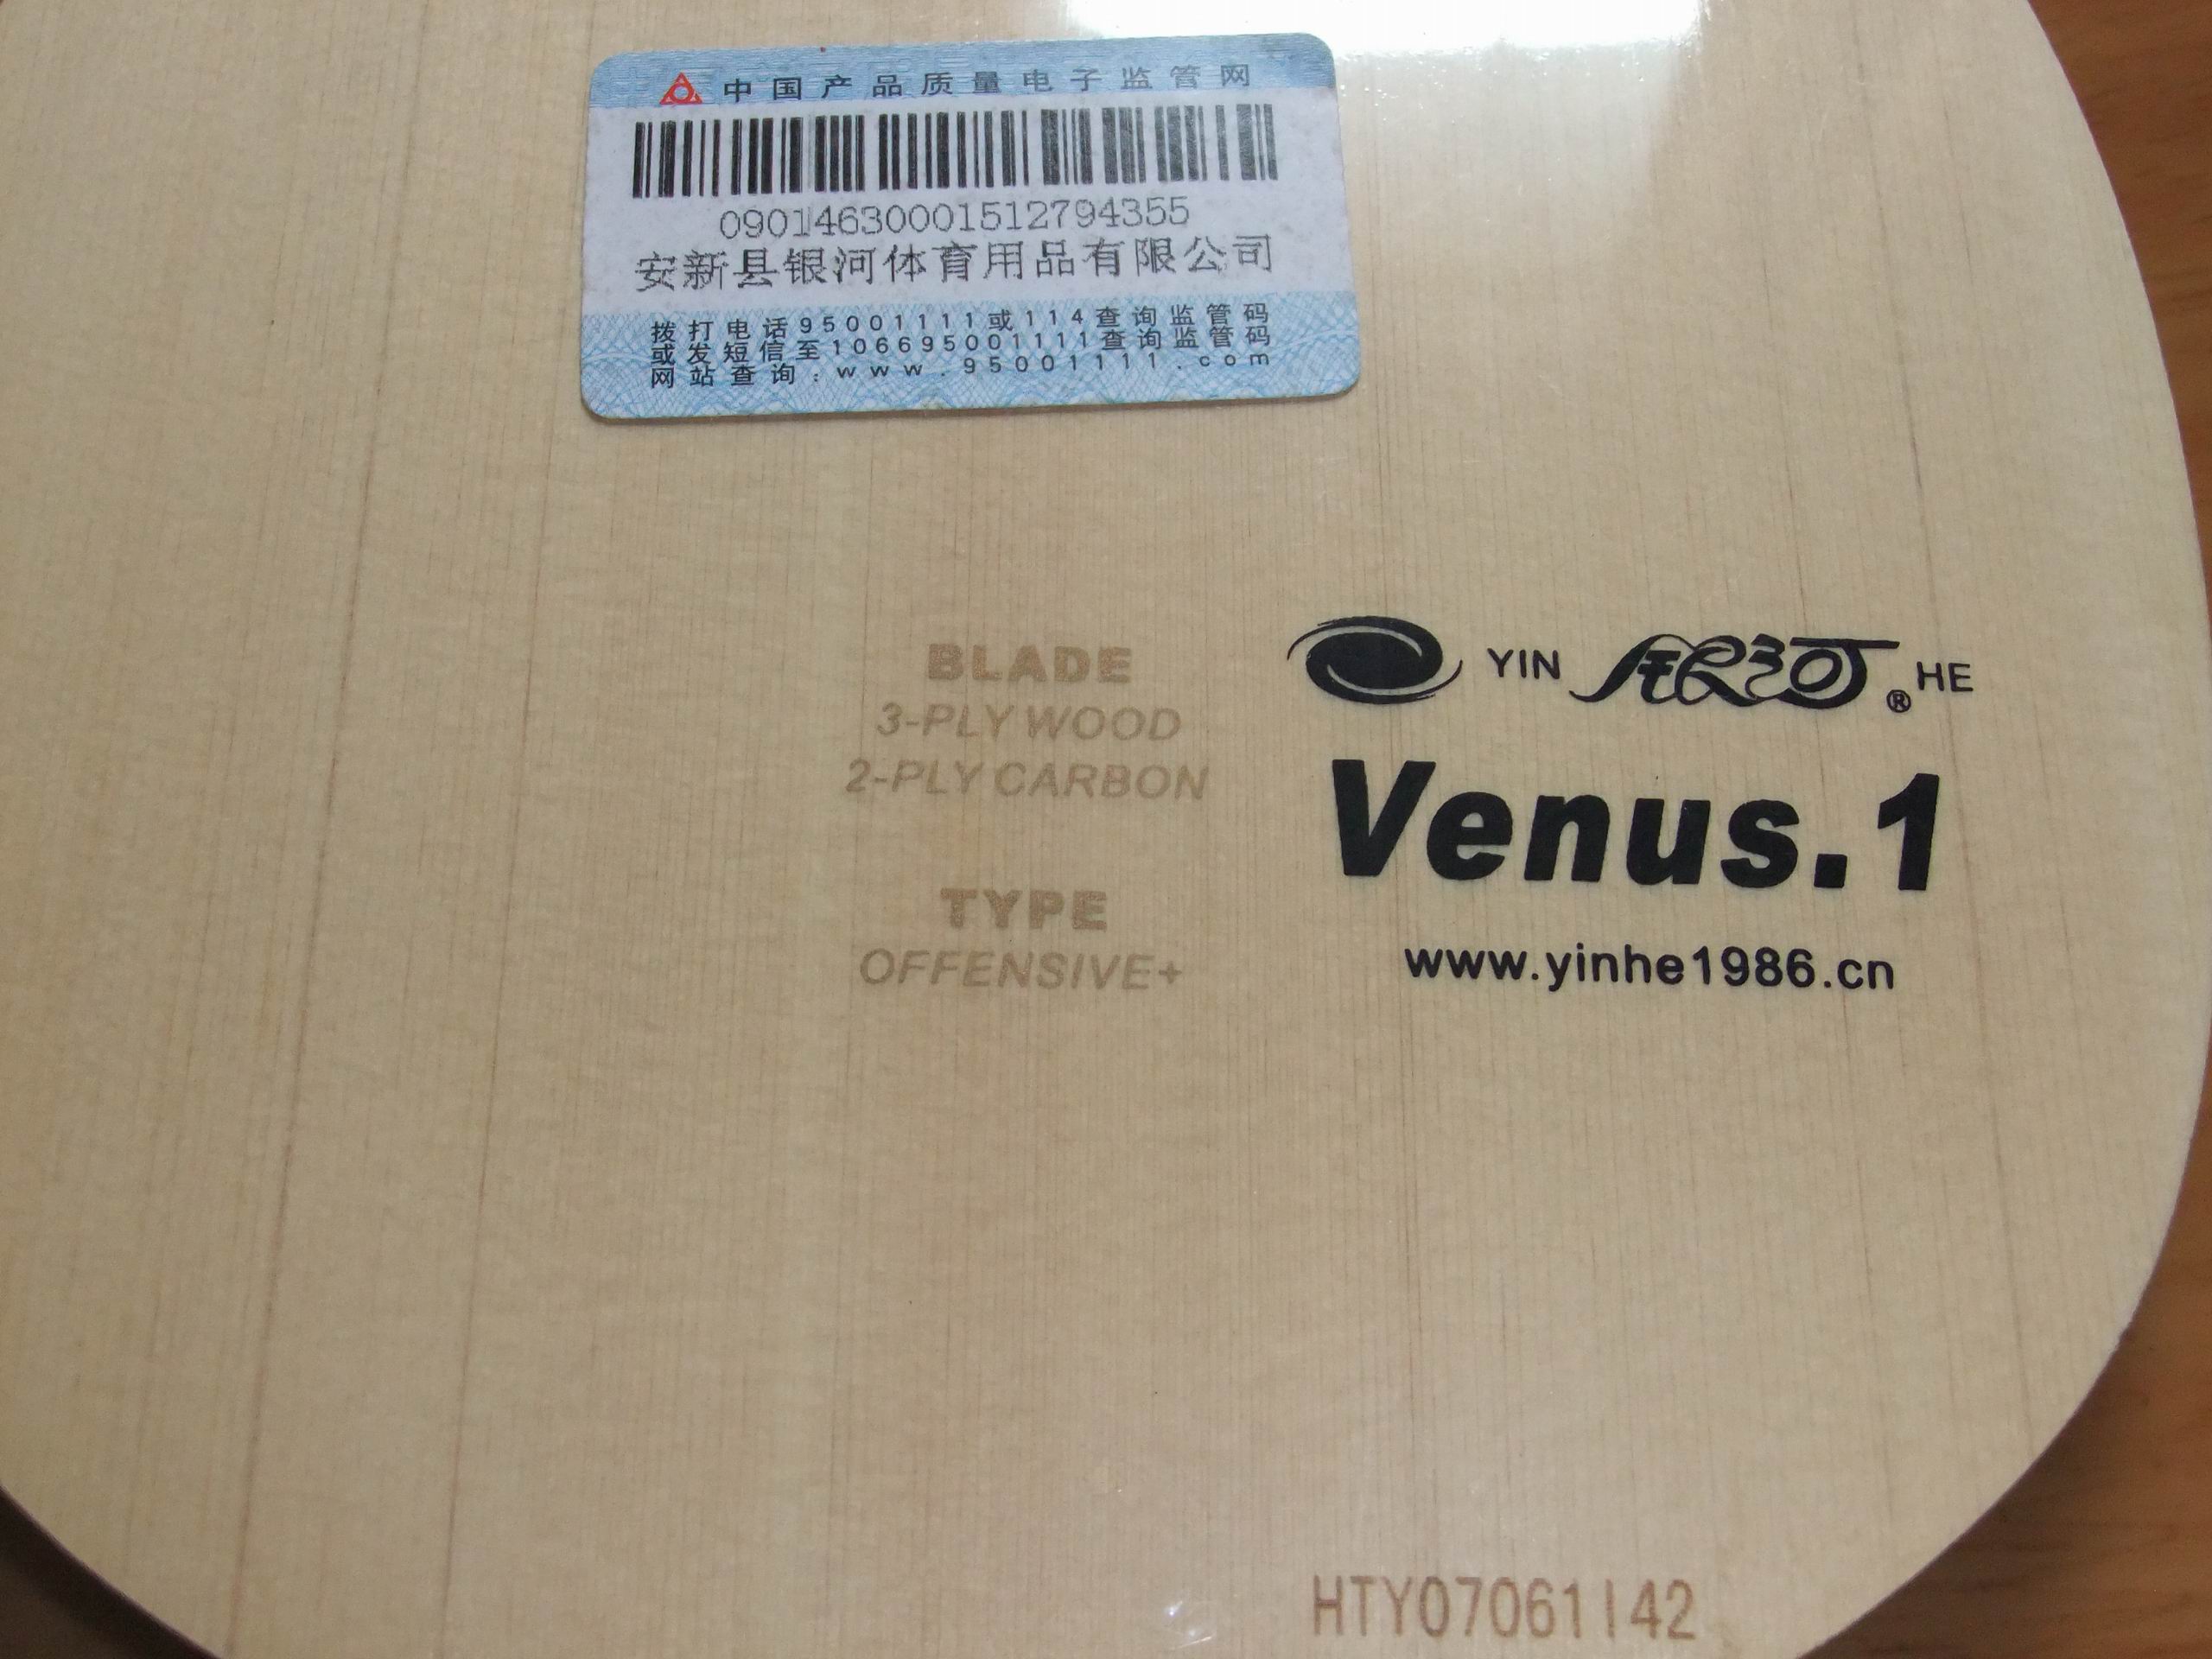 中国产品质量电子监管网
09014630001512794355
安新县银河体育用品有限公司
拨打电话95001111或114查询监管码
或发短信至106695001111查询监管码
网站查询:www.95001111.com
BLADE
3-PLY WOOD
2-PLY CARBON
TYPE
OFFENSIVE+
YIN 银河® HE
Venus.1
www.yinhe1986.cn
HTY07061142